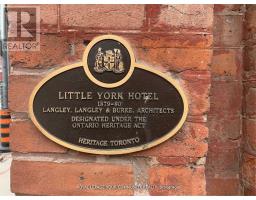 REALTOR
LITTLE YORK HOTEL
1879-80
LANGLEY, LANGLEY & BURKE, ARCHITECTS
DESIGNATED UNDER THE
ONTARIO HERITAGE ACT
HERITAGE TORONTO